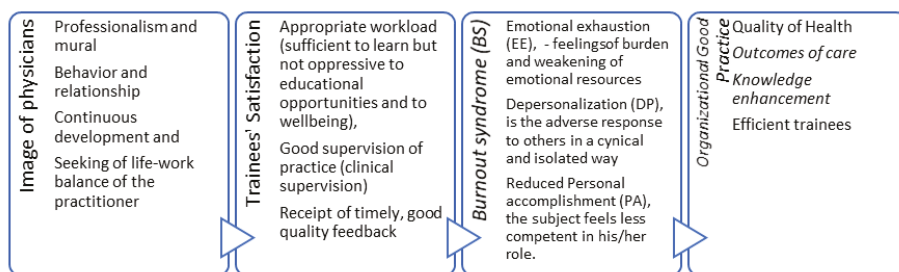 Image of physicians
Professionalism and
mural
Behavior and
relationship
Continuous
development and
Seeking of life-work
balance of the
practitioner
Trainees' Satisfaction
Appropriate workload
(sufficient to learn but
not oppressive to
educational
opportunities and to
wellbeing),
Good supervision of
practice (clinical
supervision)
Receipt of timely, good
quality feedback
Burnout syndrome (BS)
Emotional exhaustion
(EE),  - feelingsof burden
and weakening of
emotional resources
Depersonalization (DP),
is the adverse response
to others in a cynical
and isolated way
Reduced Personal
accomplishment (PA),
the subject feels less
competent in his/her
role.
Organizational Good
Practice
Quality of Health
Outcomes of care
Knowledge
enhancement
Efficient trainees